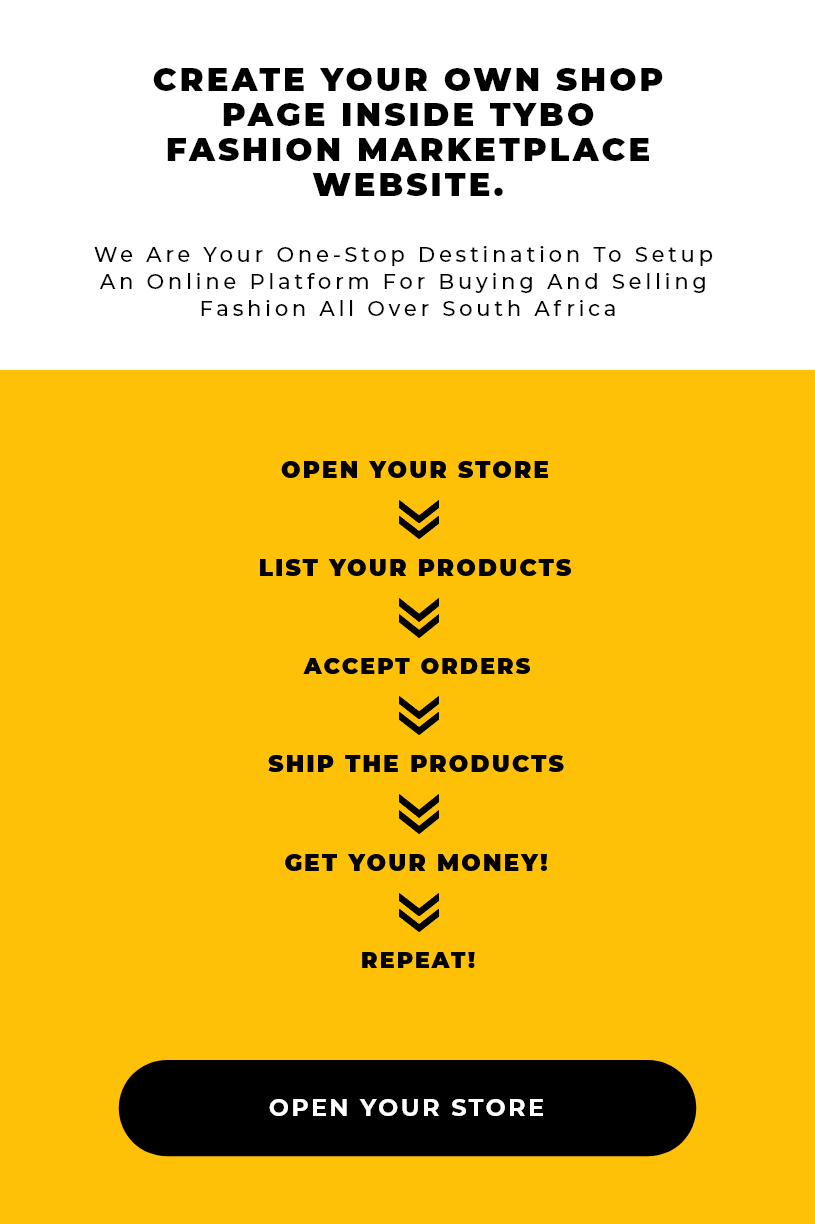 CREATE YOUR OWN SHOP
PAGE INSIDE TYBO
FASHION MARKETPLACE
WEBSITE.
We Are Your One-Stop Destination To Setup
An Online Platform For Buying And Selling
Fashion All Over South Africa
OPEN YOUR STORE
LIST YOUR PRODUCTS
ACCEPT ORDERS
SHIP THE PRODUCTS
GET YOUR MONEY!
REPEAT!
OPEN YOUR STORE